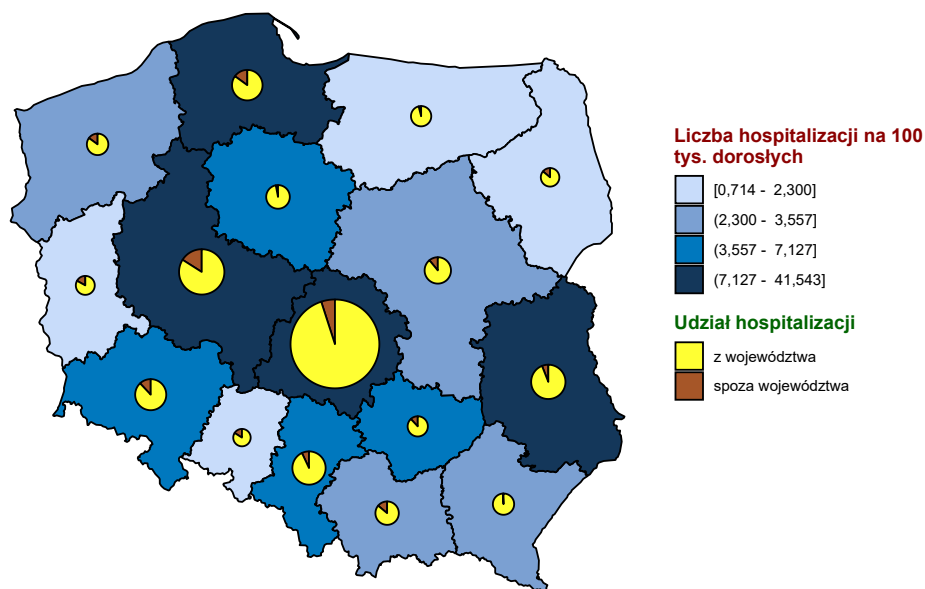 Liczba hospitalizacji na 100
tys. dorosłych
[0,714 - 2,300]
(2,300 - 3,557]
(3,557 - 7,127]
(7,127 - 41,543]
Udział hospitalizacji
z województwa
spoza województwa